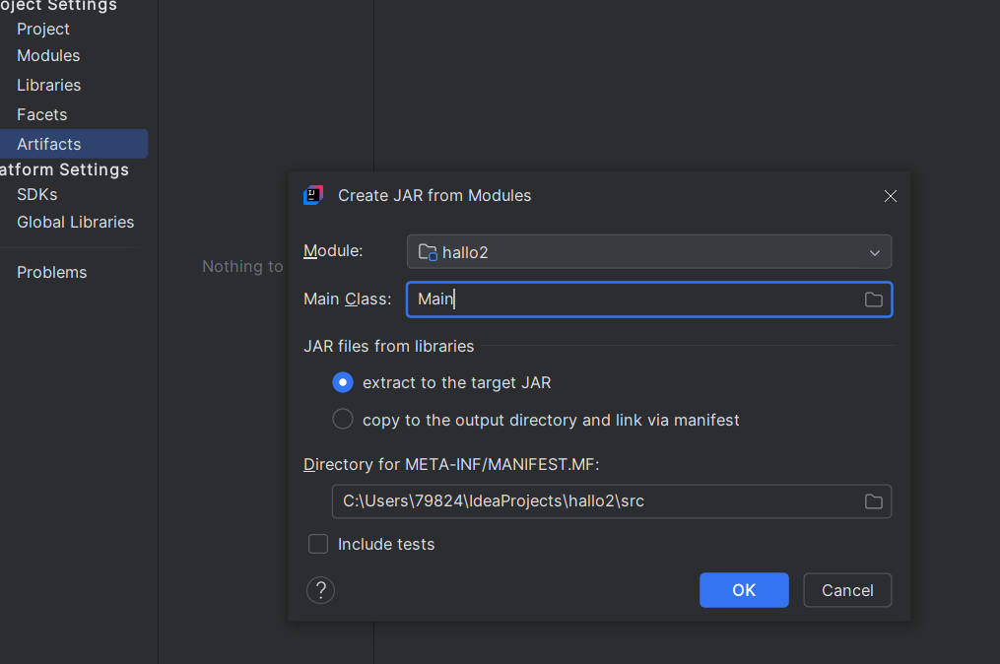 oject Settings
Project
Modules
Libraries
Facets
Artifacts
atform Settings
SDKs
Global Libraries
Problems
Nothing to
Create JAR from Modules
Module: hallo2
Main Class: Main
JAR files from libraries
extract to the target JAR
copy to the output directory and link via manifest
Directory for META-INF/MANIFEST.MF:
C:\Users\79824\IdeaProjects\hallo2\src
Include tests
? OK Cancel